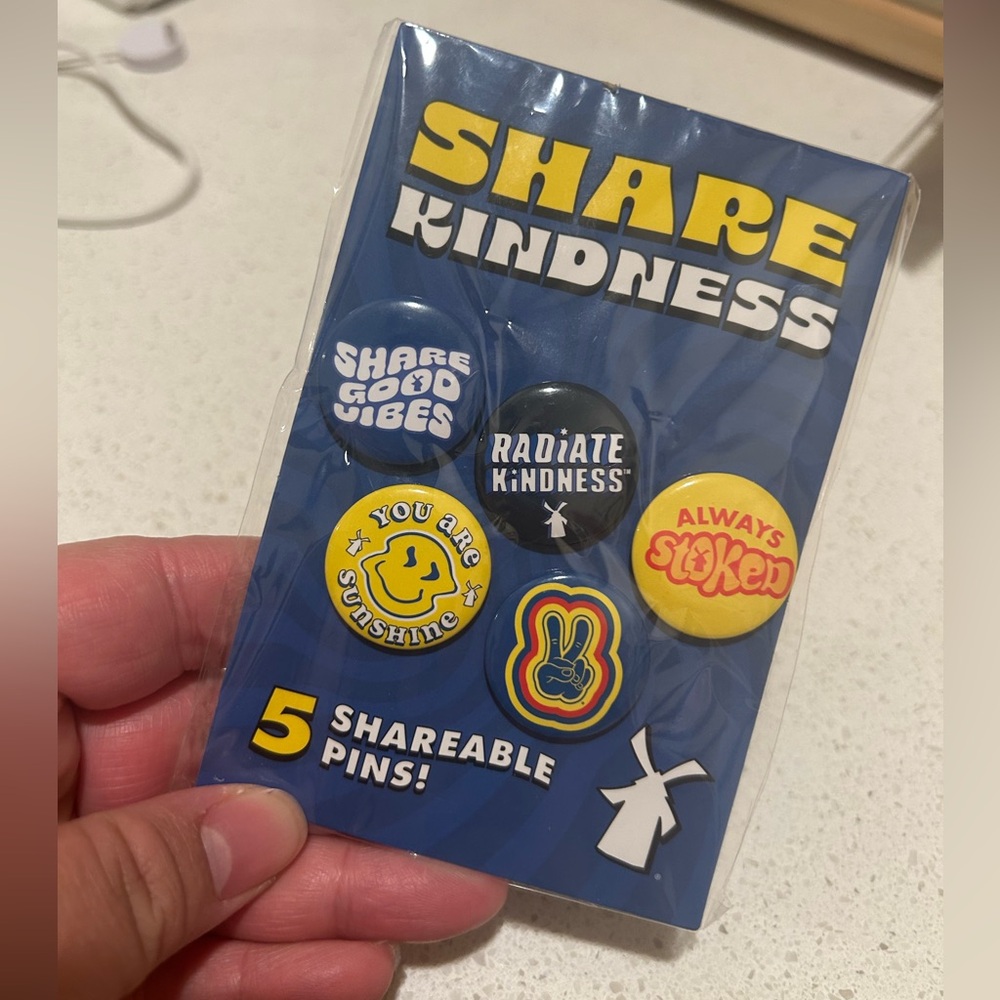 SHARE
KINDNESS
SHARE
GOOD
VIBES
RADiATE
KiNDNESS™
ALWAYS
Stoked
YOU aRe
SUNSHINe
5 SHAREABLE
PINS!